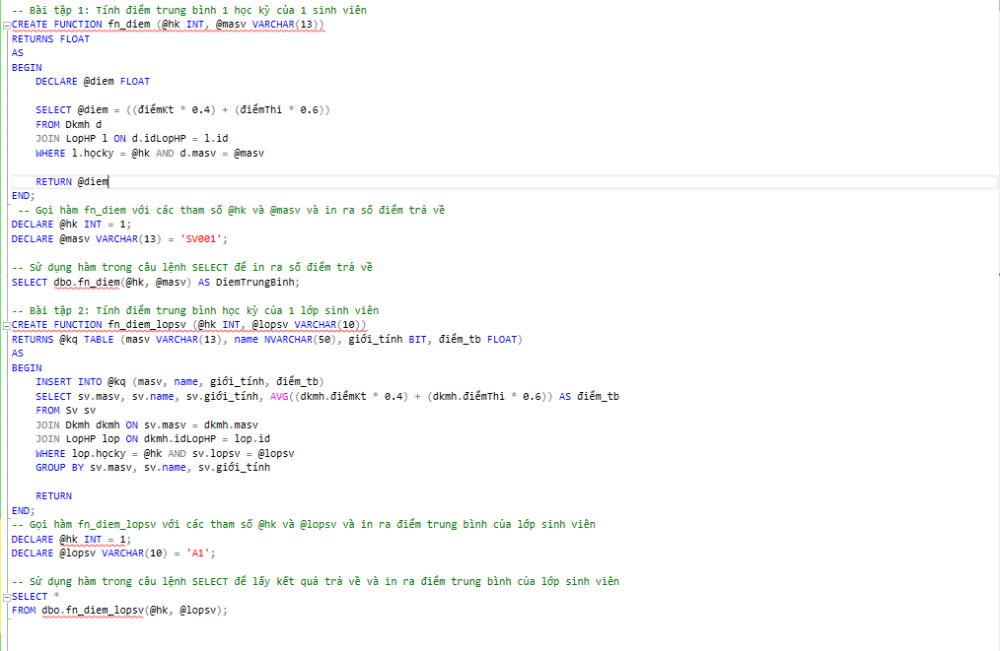 -- Bài tập 1: Tính điểm trung bình 1 học kỳ của 1 sinh viên
CREATE FUNCTION fn_diem (@hk INT, @masv VARCHAR(13))
RETURNS FLOAT
AS
BEGIN
    DECLARE @diem FLOAT
    SELECT @diem = ((điểmKt * 0.4) + (điểmThi * 0.6))
    FROM Dkmh d
    JOIN LopHP l ON d.idLopHP = l.id
    WHERE l.họcky = @hk AND d.masv = @masv
    RETURN @diem
END;
 -- Gọi hàm fn_diem với các tham số @hk và @masv và in ra số điểm trả về
DECLARE @hk INT = 1;
DECLARE @masv VARCHAR(13) = 'SV001';
-- Sử dụng hàm trong câu lệnh SELECT để in ra số điểm trả về
SELECT dbo.fn_diem(@hk, @masv) AS DiemTrungBinh;
-- Bài tập 2: Tính điểm trung bình học kỳ của 1 lớp sinh viên
CREATE FUNCTION fn_diem_lopsv (@hk INT, @lopsv VARCHAR(10))
RETURNS @kq TABLE (masv VARCHAR(13), name NVARCHAR(50), giới_tính BIT, điểm_tb FLOAT)
AS
BEGIN
    INSERT INTO @kq (masv, name, giới_tính, điểm_tb)
    SELECT sv.masv, sv.name, sv.giới_tính, AVG((dkmh.điểmKt * 0.4) + (dkmh.điểmThi * 0.6)) AS điểm_tb
    FROM Sv sv
    JOIN Dkmh dkmh ON sv.masv = dkmh.masv
    JOIN LopHP lop ON dkmh.idLopHP = lop.id
    WHERE lop.họcky = @hk AND sv.lopsv = @lopsv
    GROUP BY sv.masv, sv.name, sv.giới_tính
    RETURN
END;
-- Gọi hàm fn_diem_lopsv với các tham số @hk và @lopsv và in ra điểm trung bình của lớp sinh viên
DECLARE @hk INT = 1;
DECLARE @lopsv VARCHAR(10) = 'A1';
-- Sử dụng hàm trong câu lệnh SELECT để lấy kết quả trả về và in ra điểm trung bình của lớp sinh viên
SELECT *
FROM dbo.fn_diem_lopsv(@hk, @lopsv);